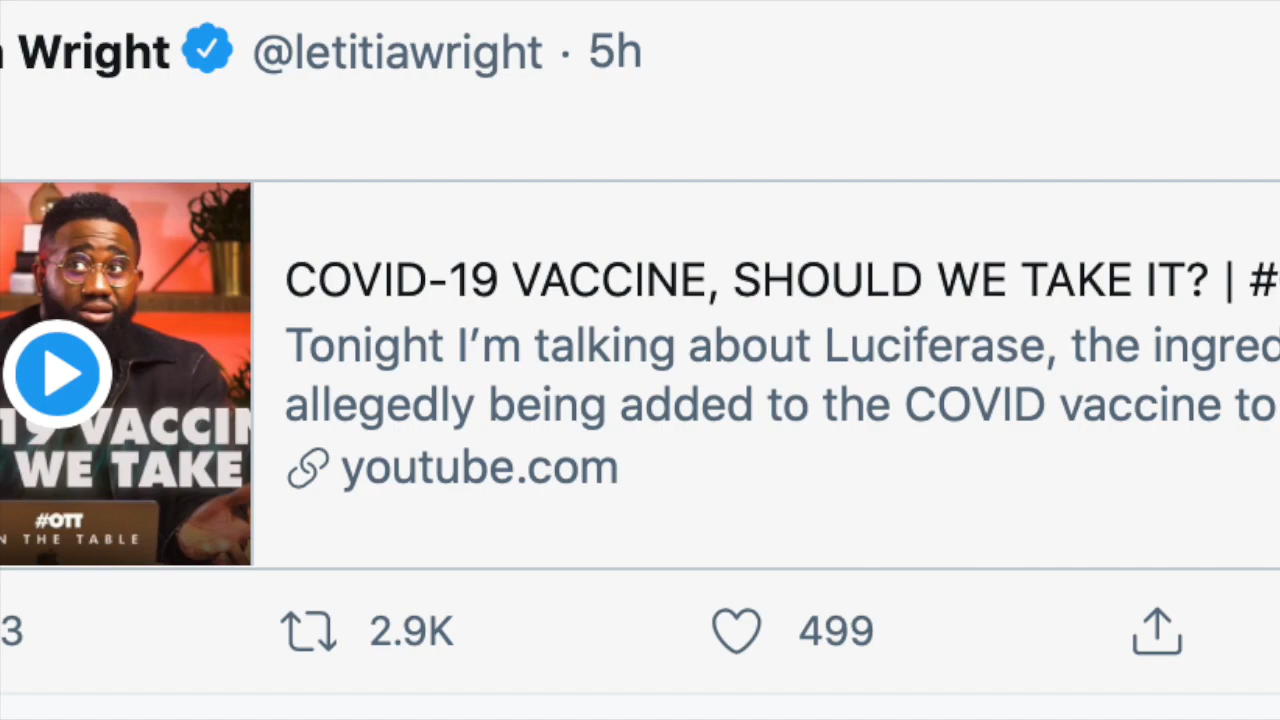 Wright @letitiawright · 5h
COVID-19 VACCINE, SHOULD WE TAKE IT? | #
Tonight I’m talking about Luciferase, the ingred
allegedly being added to the COVID vaccine to
youtube.com
19 VACCIN
WE TAKE
#OTT
N THE TABLE
3 2.9K 499